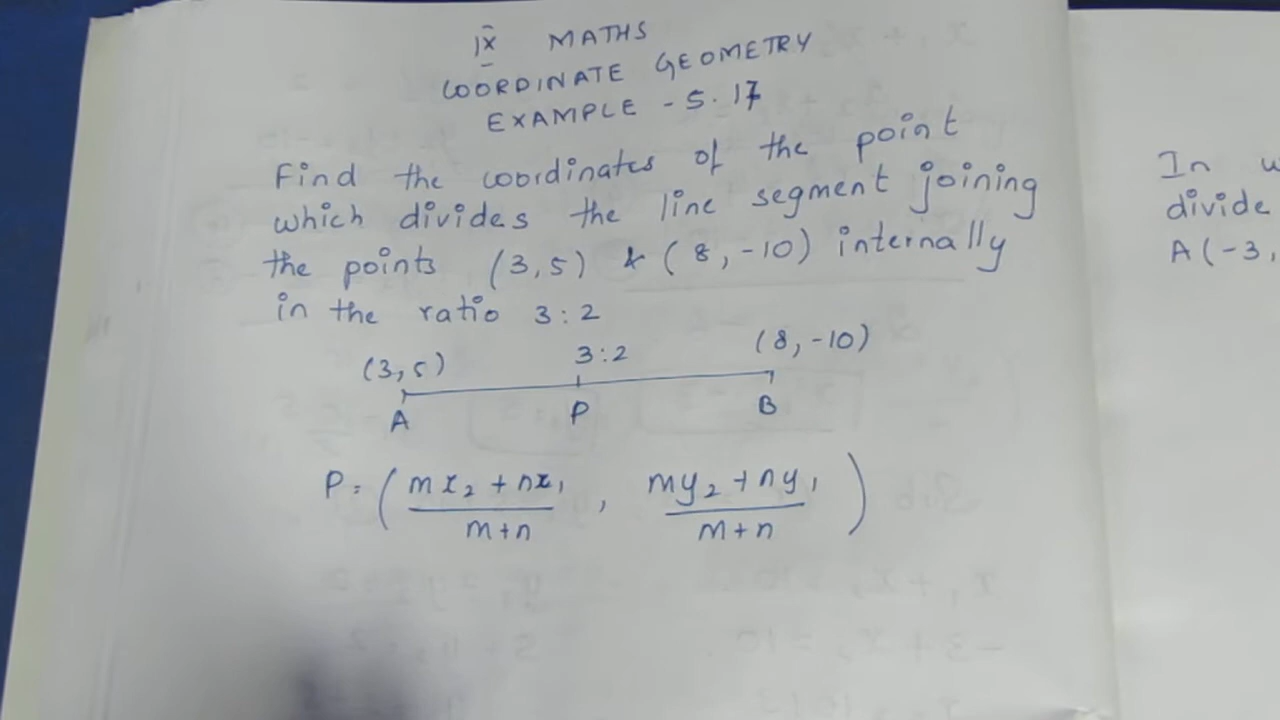 IX MATHS
COORDINATE GEOMETRY
EXAMPLE - 5.17
Find the coordinates of the point
which divides the line segment joining
the points (3,5) & (8,-10) internally
in the ratio 3:2
(3,5) 3:2 (8,-10)
A P B
P = ( mx₂ + nx₁ / m+n , my₂ + ny₁ / m+n )
In
divide
A(-3,